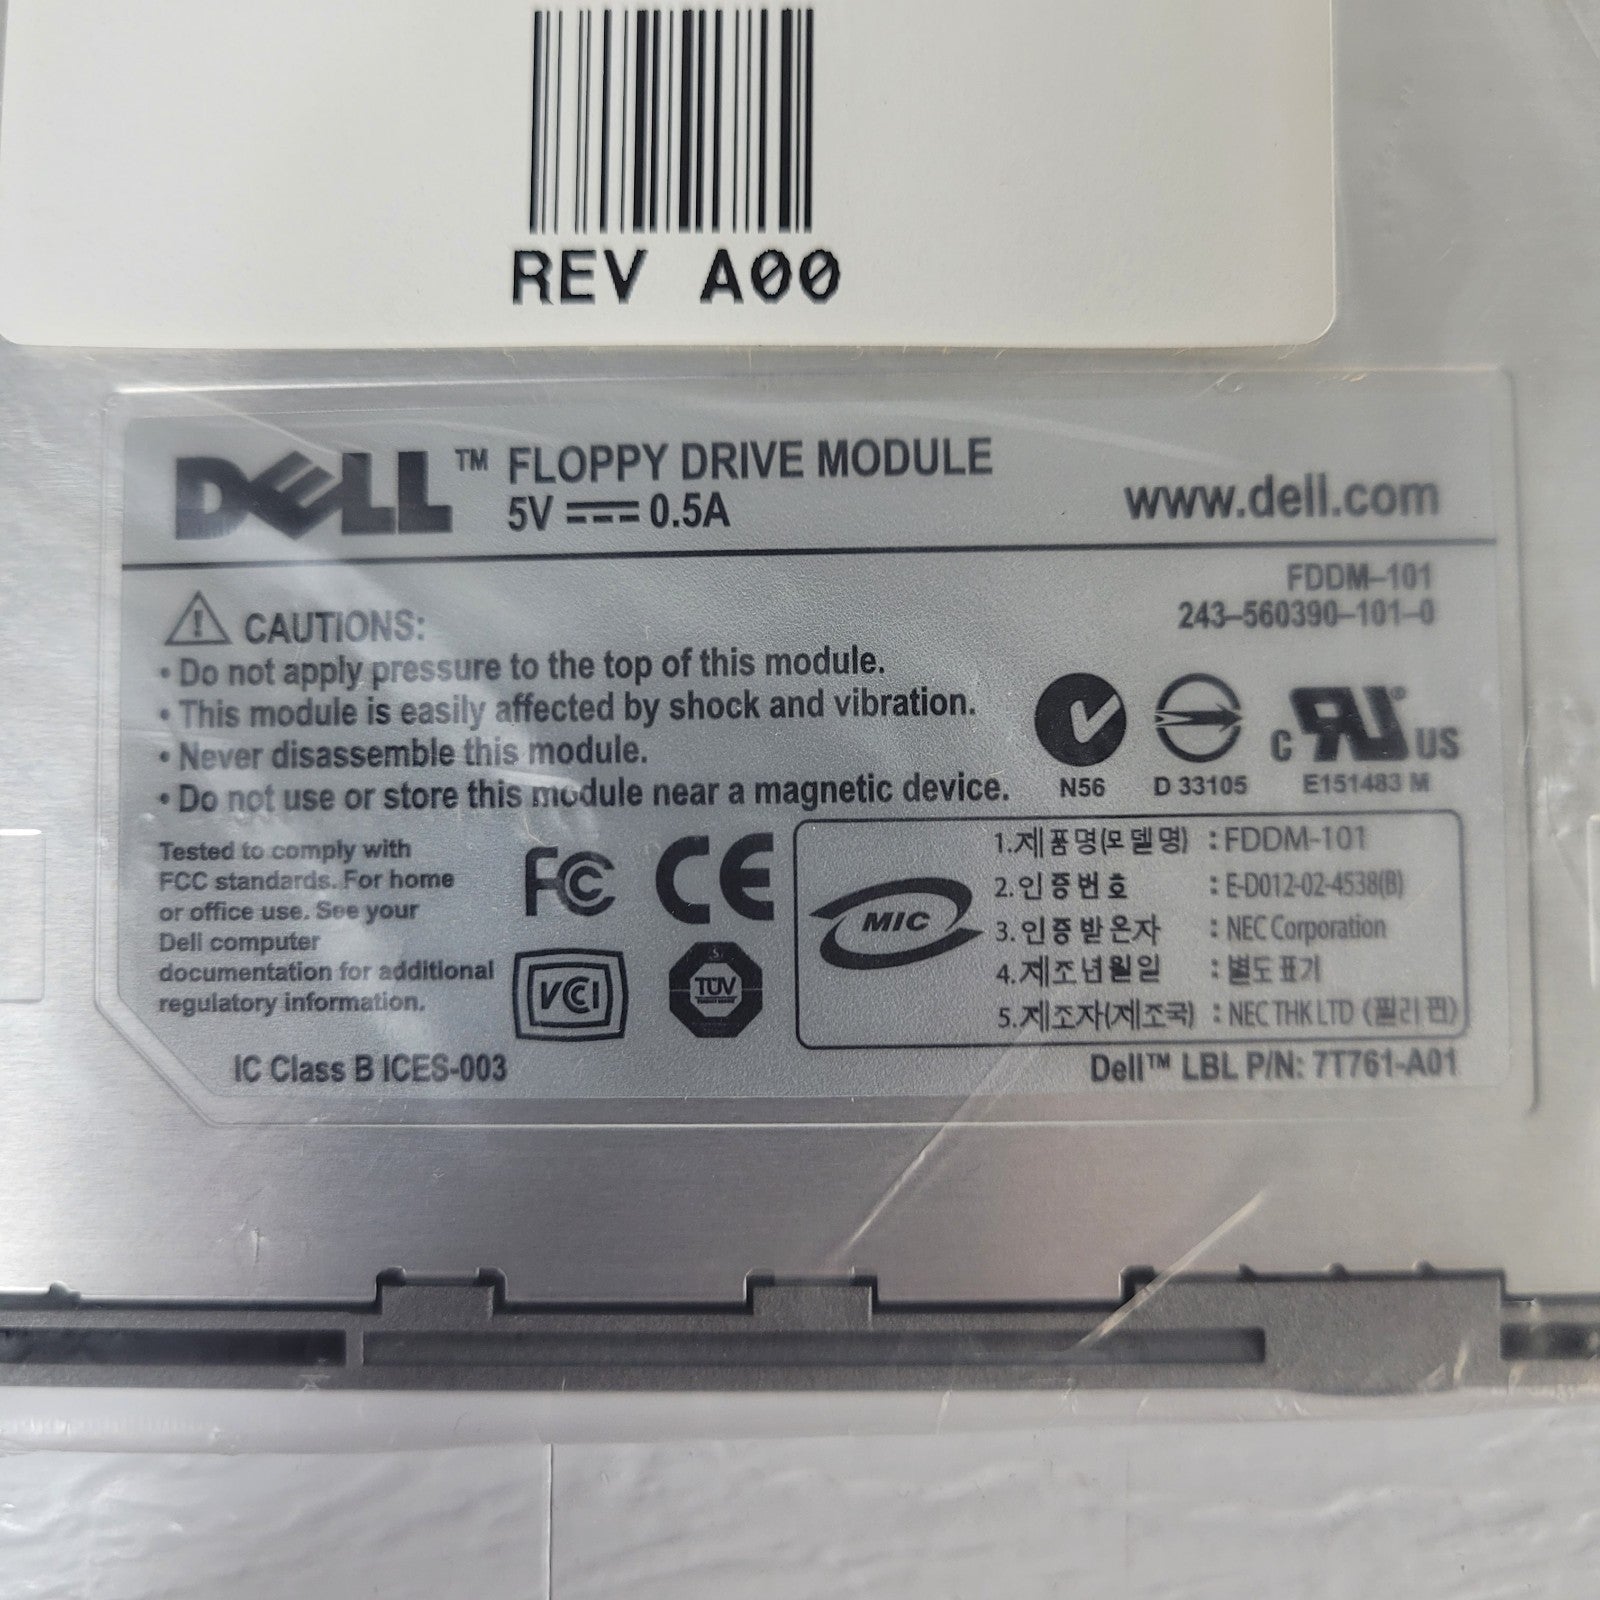 REV A00
DELL™ FLOPPY DRIVE MODULE
5V 0.5A
www.dell.com
FDDM-101
243-560390-101-0
CAUTIONS:
• Do not apply pressure to the top of this module.
• This module is easily affected by shock and vibration.
• Never disassemble this module.
• Do not use or store this module near a magnetic device.
N56
D 33105
C UR® US
E151483 M
Tested to comply with
FCC standards. For home
or office use. See your
Dell computer
documentation for additional
regulatory information.
FC CE
VCI
TÜV
MIC
1.제품명(모델명) : FDDM-101
2.인증번호 : E-D012-02-4538(B)
3.인증받은자 : NEC Corporation
4.제조년월일 : 별도표기
5.제조자(제조국) : NEC THK LTD (필리핀)
IC Class B ICES-003
Dell™ LBL P/N: 7T761-A01